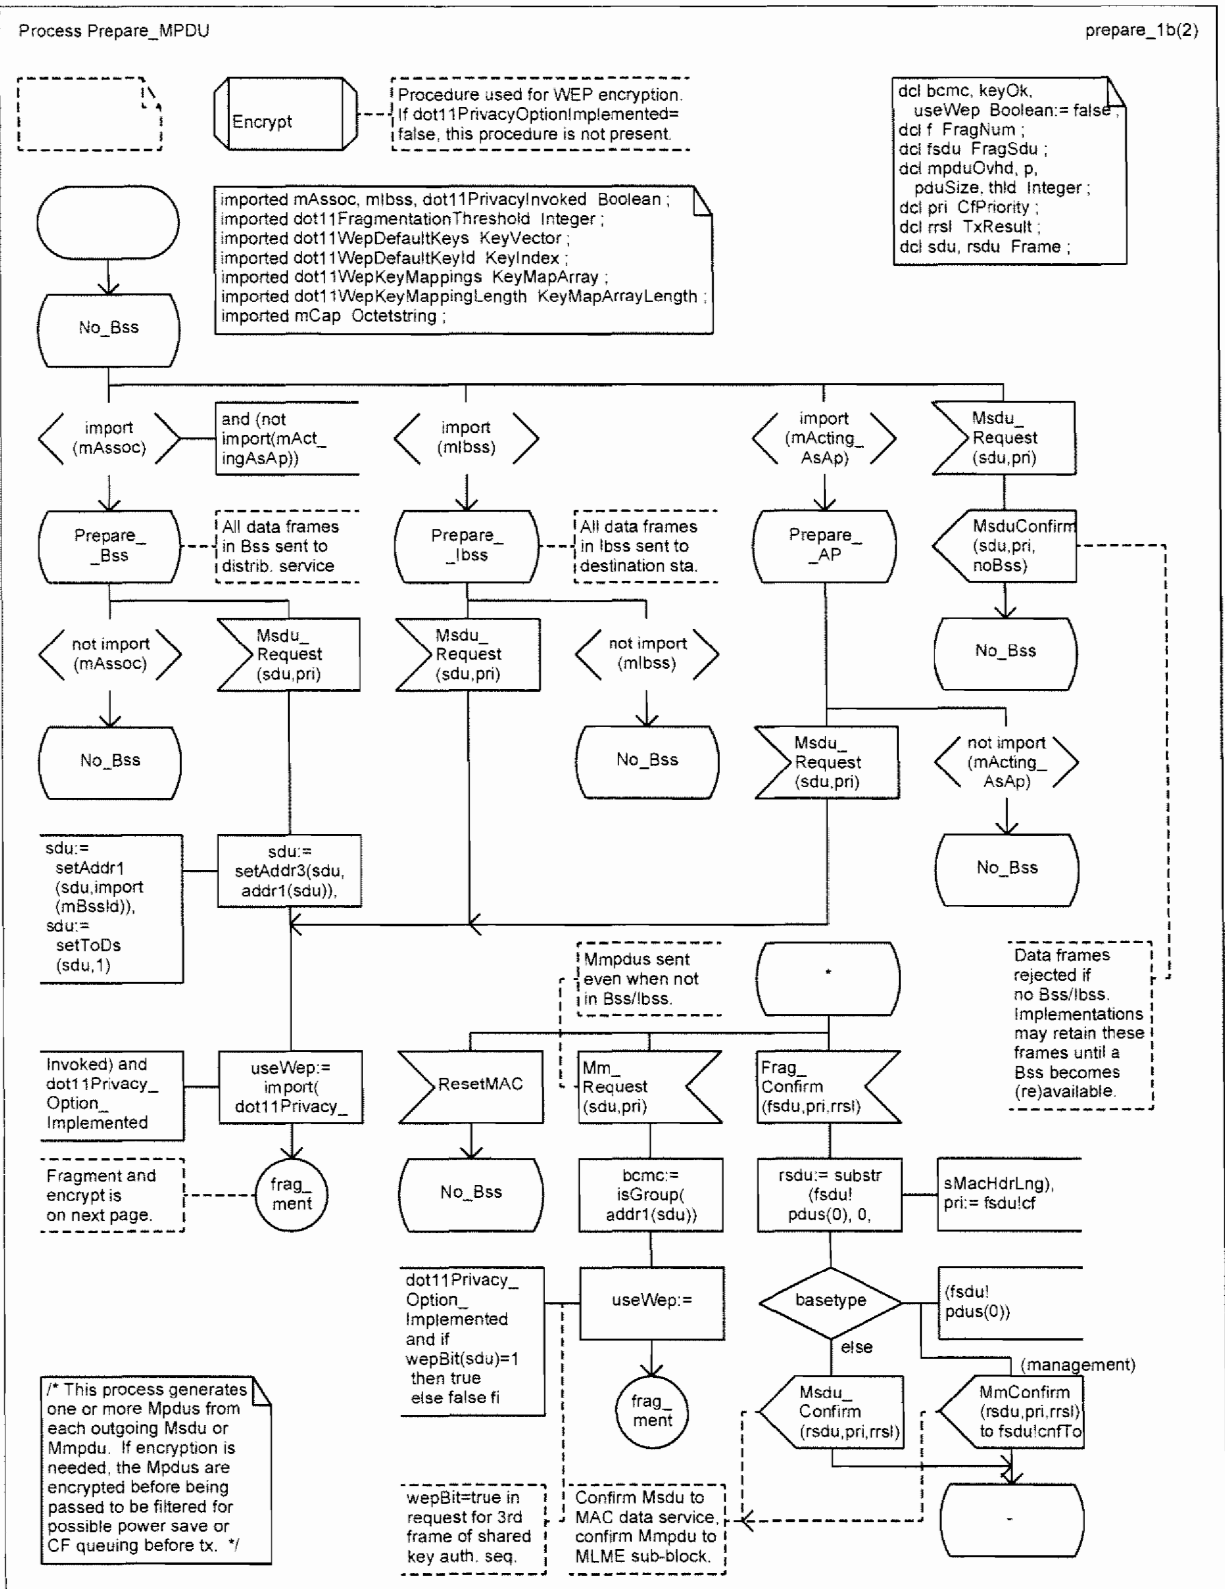 Process Prepare_MPDU
prepare_1b(2)
Encrypt
Procedure used for WEP encryption.
If dot11PrivacyOptionImplemented=
false, this procedure is not present.
dcl bcmc, keyOk,
useWep Boolean:= false ;
dcl f FragNum ;
dcl fsdu FragSdu ;
dcl mpduOvhd, p,
pduSize, thld Integer ;
dcl pri CfPriority ;
dcl rrsl TxResult ;
dcl sdu, rsdu Frame ;
imported mAssoc, mIbss, dot11PrivacyInvoked Boolean ;
imported dot11FragmentationThreshold Integer ;
imported dot11WepDefaultKeys KeyVector ;
imported dot11WepDefaultKeyId KeyIndex ;
imported dot11WepKeyMappings KeyMapArray ;
imported dot11WepKeyMappingLength KeyMapArrayLength ;
imported mCap Octetstring ;
No_Bss
import
(mAssoc)
and (not
import(mAct_
ingAsAp))
import
(mIbss)
import
(mActing_
AsAp)
Msdu_
Request
(sdu,pri)
Prepare_
_Bss
All data frames
in Bss sent to
distrib. service
Prepare_
_Ibss
All data frames
in Ibss sent to
destination sta.
Prepare_
_AP
MsduConfirm
(sdu,pri,
noBss)
not import
(mAssoc)
Msdu_
Request
(sdu,pri)
Msdu_
Request
(sdu,pri)
not import
(mIbss)
No_Bss
No_Bss
No_Bss
Msdu_
Request
(sdu,pri)
not import
(mActing_
AsAp)
sdu:=
setAddr1
(sdu,import
(mBssId)),
sdu:=
setToDs
(sdu,1)
sdu:=
setAddr3(sdu,
addr1(sdu)),
No_Bss
Mmpdus sent
even when not
in Bss/Ibss.
*
Data frames
rejected if
no Bss/Ibss.
Implementations
may retain these
frames until a
Bss becomes
(re)available.
Invoked) and
dot11Privacy_
Option_
Implemented
useWep:=
import(
dot11Privacy_
ResetMAC
Mm_
Request
(sdu,pri)
Frag_
Confirm
(fsdu,pri,rrsl)
Fragment and
encrypt is
on next page.
frag_
ment
No_Bss
bcmc:=
isGroup(
addr1(sdu))
rsdu:= substr
(fsdu!
pdus(0), 0,
sMacHdrLng),
pri:= fsdu!cf
dot11Privacy_
Option_
Implemented
and if
wepBit(sdu)=1
then true
else false fi
useWep:=
basetype
(fsdu!
pdus(0))
else
(management)
/* This process generates
one or more Mpdus from
each outgoing Msdu or
Mmpdu. If encryption is
needed, the Mpdus are
encrypted before being
passed to be filtered for
possible power save or
CF queuing before tx. */
frag_
ment
Msdu_
Confirm
(rsdu,pri,rrsl)
MmConfirm
(rsdu,pri,rrsl)
to fsdu!cnfTo
wepBit=true in
request for 3rd
frame of shared
key auth. seq.
Confirm Msdu to
MAC data service,
confirm Mmpdu to
MLME sub-block.
-